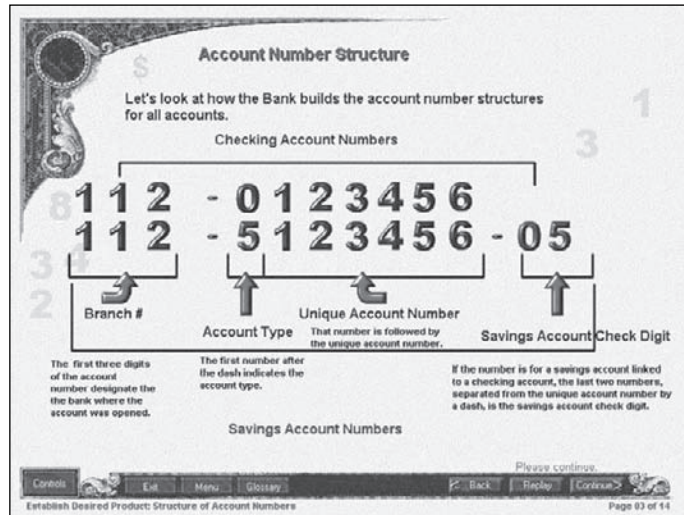 Account Number Structure
Let's look at how the Bank builds the account number structures
for all accounts.
Checking Account Numbers
112 - 0123456
112 - 5123456 - 05
Branch #
The first three digits
of the account
number designate the
the bank where the
account was opened.
Account Type
The first number after
the dash indicates the
account type.
Unique Account Number
That number is followed by
the unique account number.
Savings Account Check Digit
If the number is for a savings account linked
to a checking account, the last two numbers,
separated from the unique account number by
a dash, is the savings account check digit.
Savings Account Numbers
$
1
3
8
3 4
2
Please continue.
Controls
Exit
Menu
Glossary
Back
Replay
Continue>
Establish Desired Product: Structure of Account Numbers
Page 03 of 14